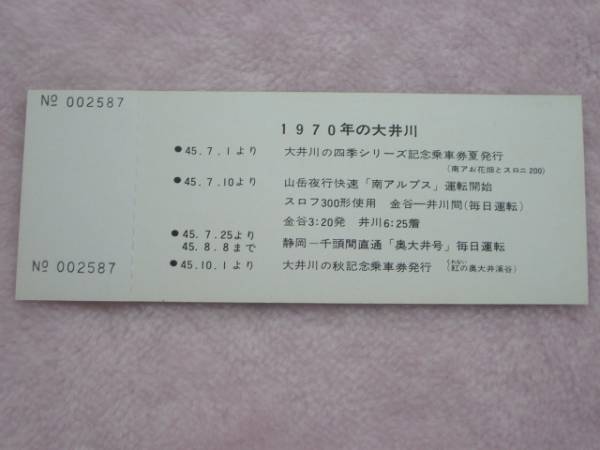 No 002587
1970年の大井川
●45.7.1より 大井川の四季シリーズ記念乗車券夏発行
(南アお花畑とスロニ200)
●45.7.10より 山岳夜行快速「南アルプス」運転開始
スロフ300形使用 金谷―井川間(毎日運転)
金谷3:20発 井川6:25着
●45.7.25より
45.8.8まで 静岡―千頭間直通「奥大井号」毎日運転
●45.10.1より 大井川の秋記念乗車券発行 (紅の奥大井渓谷)
くれない
No 002587